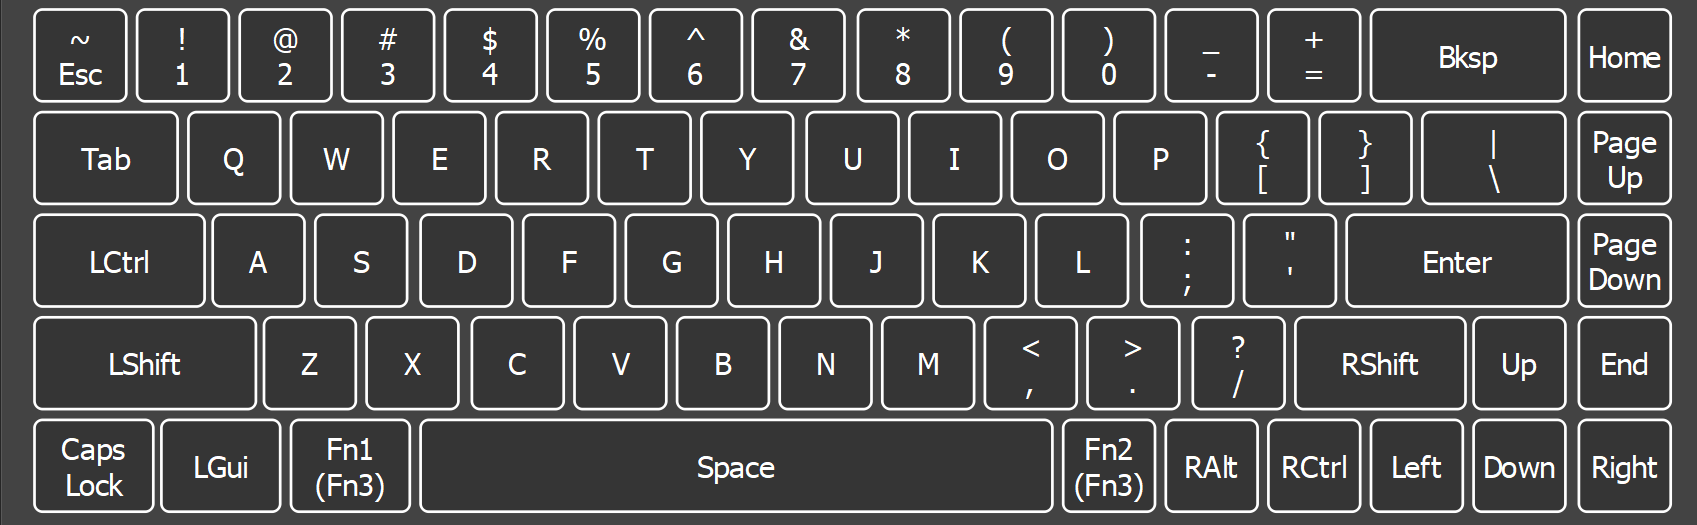 ~ ! @ # $ % ^ & * ( ) _ +
Esc 1 2 3 4 5 6 7 8 9 0 - = Bksp Home
Tab Q W E R T Y U I O P { [ } ] | \ Page Up
LCtrl A S D F G H J K L : ; " ' Enter Page Down
LShift Z X C V B N M < , > . ? / RShift Up End
Caps Lock LGui Fn1 (Fn3) Space Fn2 (Fn3) RAlt RCtrl Left Down Right